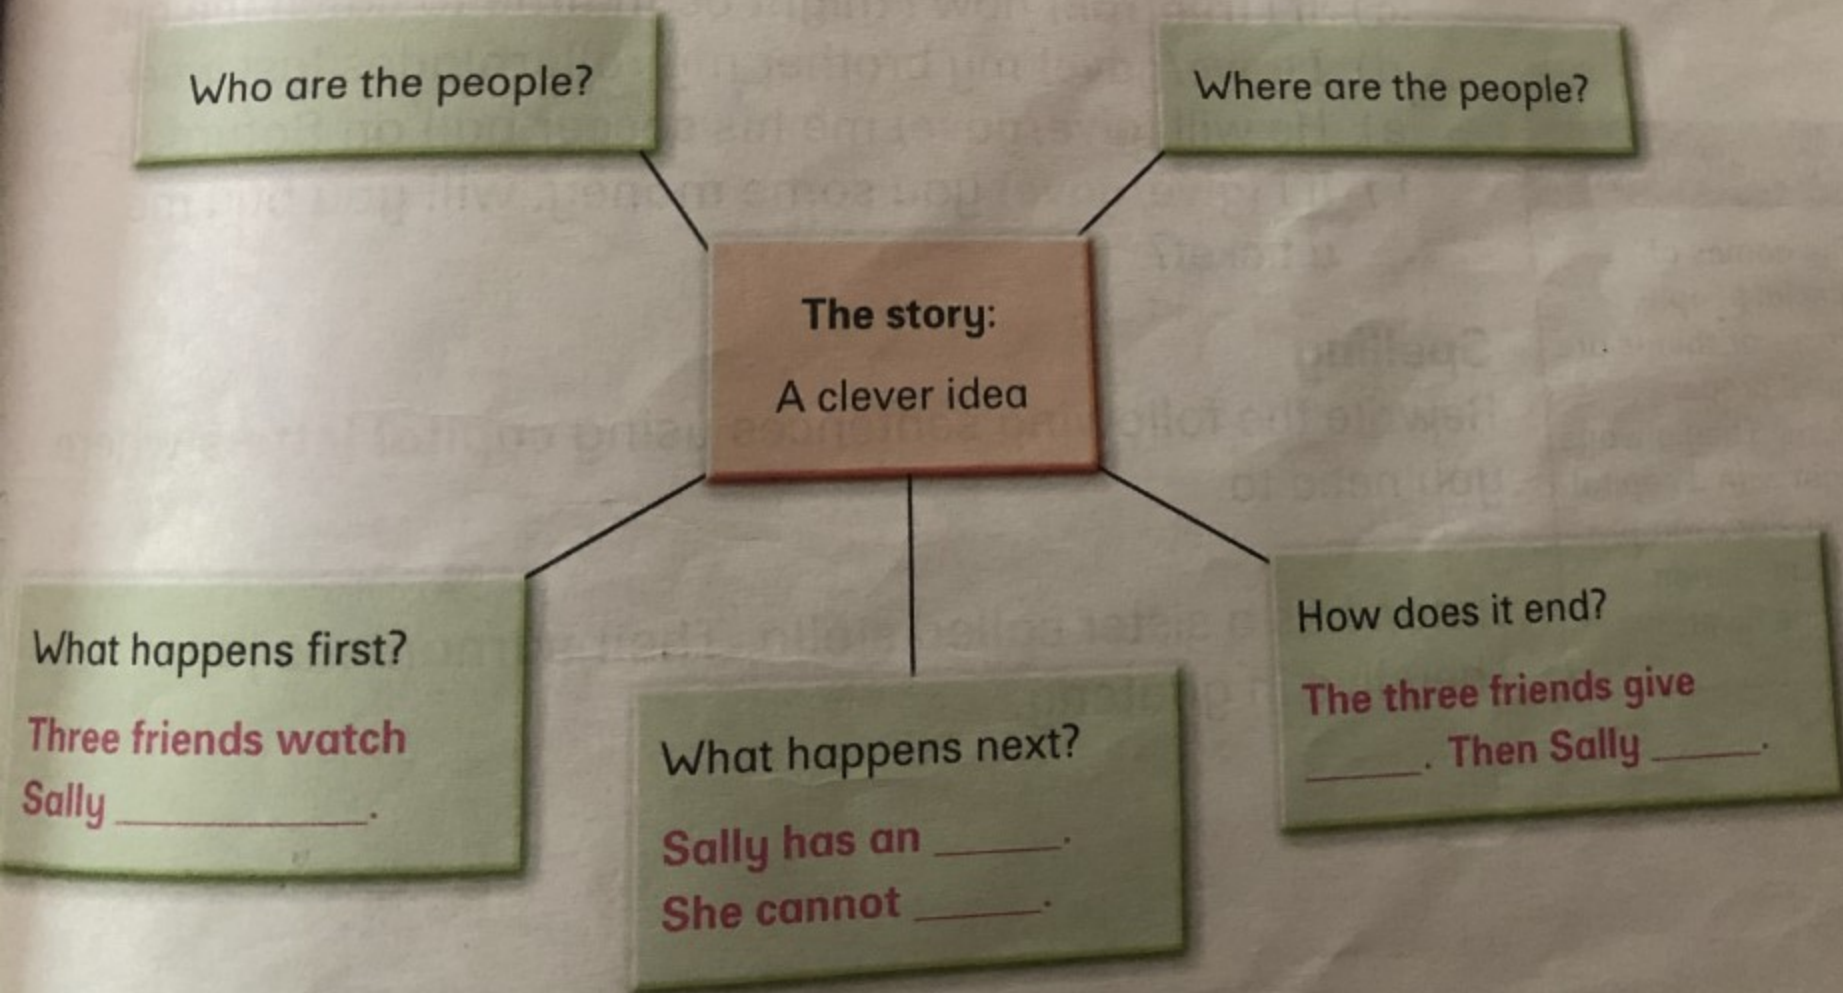 Who are the people?
Where are the people?
The story:
A clever idea
What happens first?
Three friends watch
Sally ____________.
What happens next?
Sally has an ______.
She cannot ______.
How does it end?
The three friends give
______. Then Sally ______.